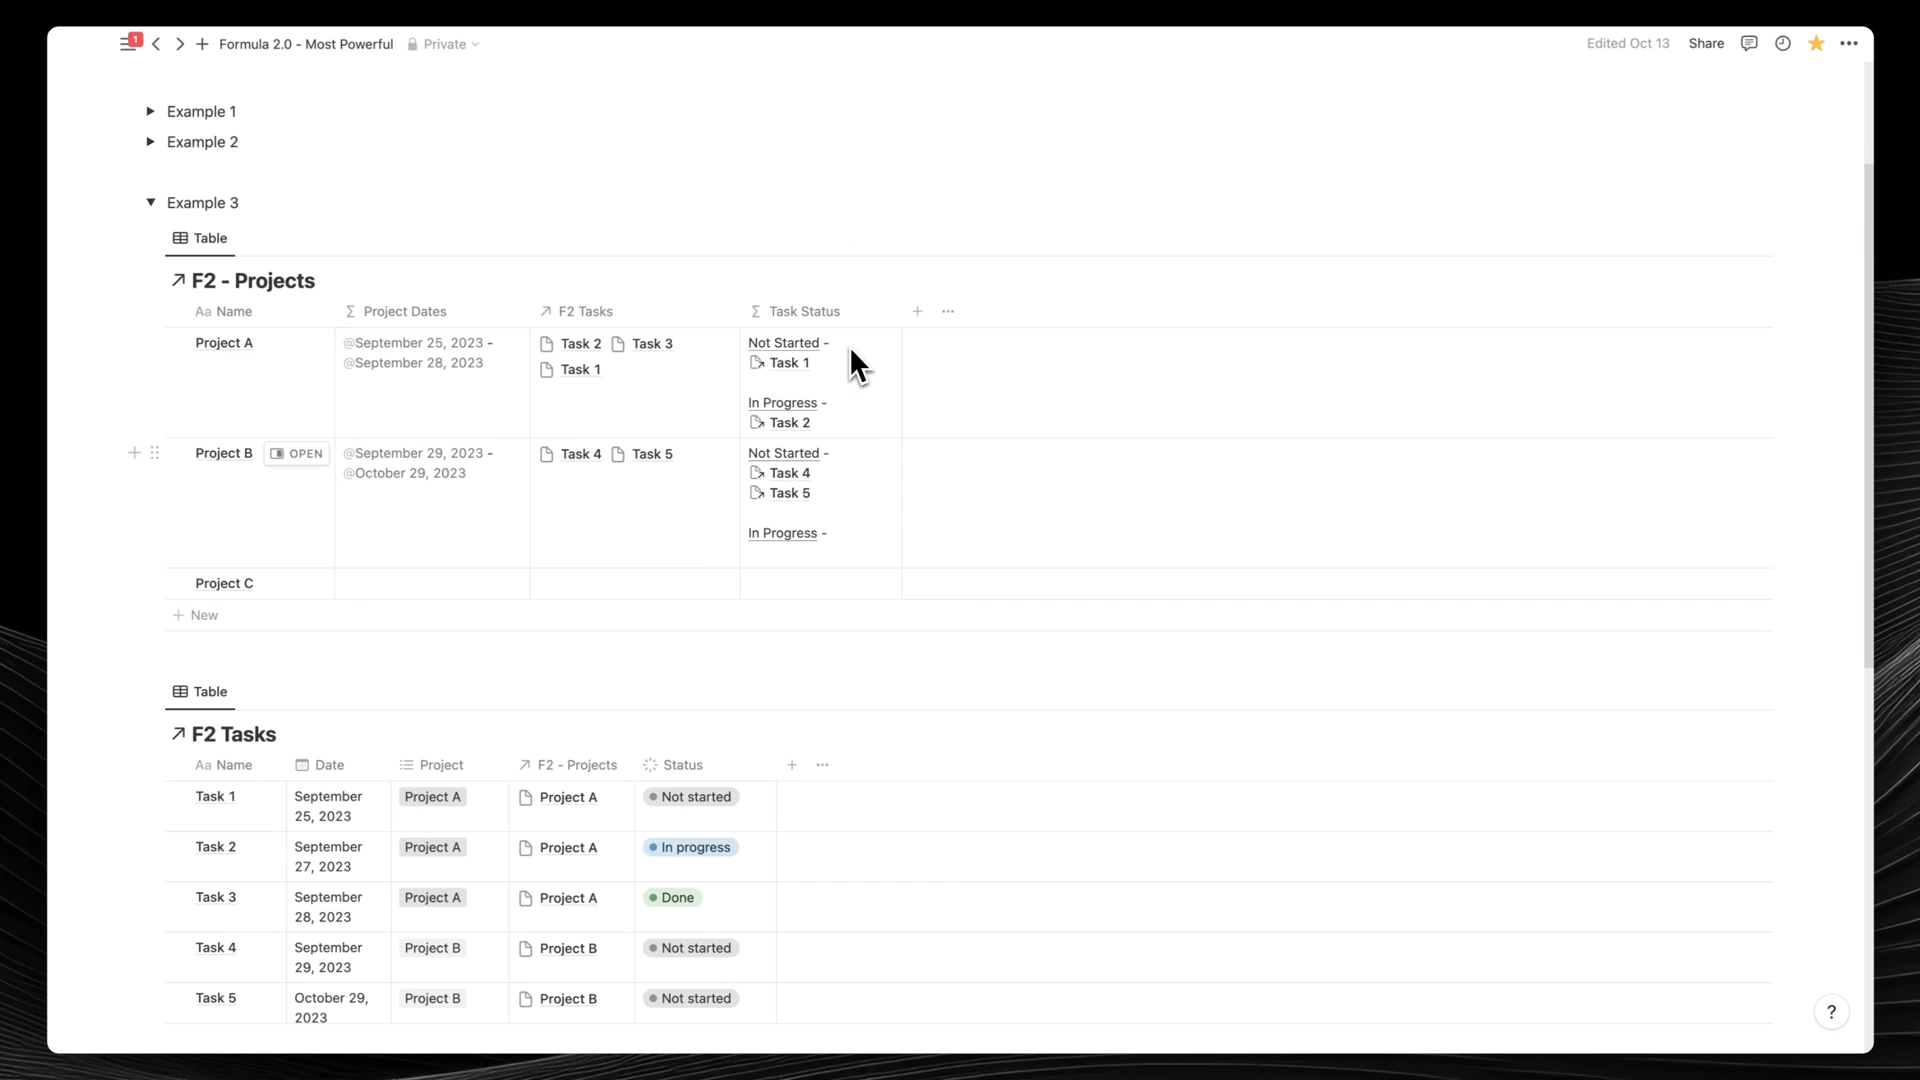 1 + Formula 2.0 - Most Powerful Private Edited Oct 13 Share
Example 1
Example 2
Example 3
Table
F2 - Projects
Aa Name Σ Project Dates F2 Tasks Σ Task Status
Project A @September 25, 2023 - Task 2 Task 3 Not Started -
@September 28, 2023 Task 1 Task 1
In Progress -
Task 2
Project B OPEN @September 29, 2023 - Task 4 Task 5 Not Started -
@October 29, 2023 Task 4
Task 5
In Progress -
Project C
+ New
Table
F2 Tasks
Aa Name Date Project F2 - Projects Status
Task 1 September Project A Project A Not started
25, 2023
Task 2 September Project A Project A In progress
27, 2023
Task 3 September Project A Project A Done
28, 2023
Task 4 September Project B Project B Not started
29, 2023
Task 5 October 29, Project B Project B Not started
2023
?